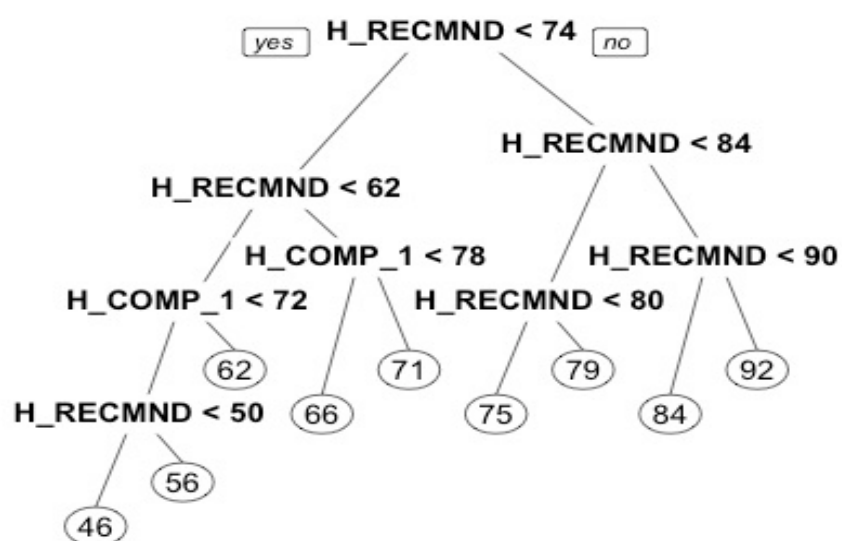 yes H_RECMND < 74 no
H_RECMND < 84
H_RECMND < 62
H_COMP_1 < 78 H_RECMND < 90
H_COMP_1 < 72 H_RECMND < 80
62 71 79 92
H_RECMND < 50 66 75 84
56
46